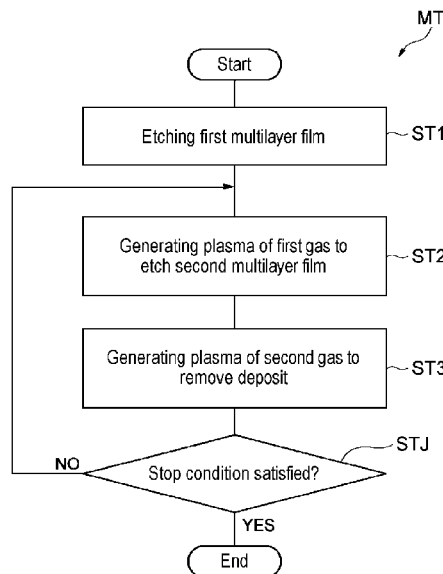 MT
Start
Etching first multilayer film
ST1
Generating plasma of first gas to
etch second multilayer film
ST2
Generating plasma of second gas to
remove deposit
ST3
STJ
NO
Stop condition satisfied?
YES
End